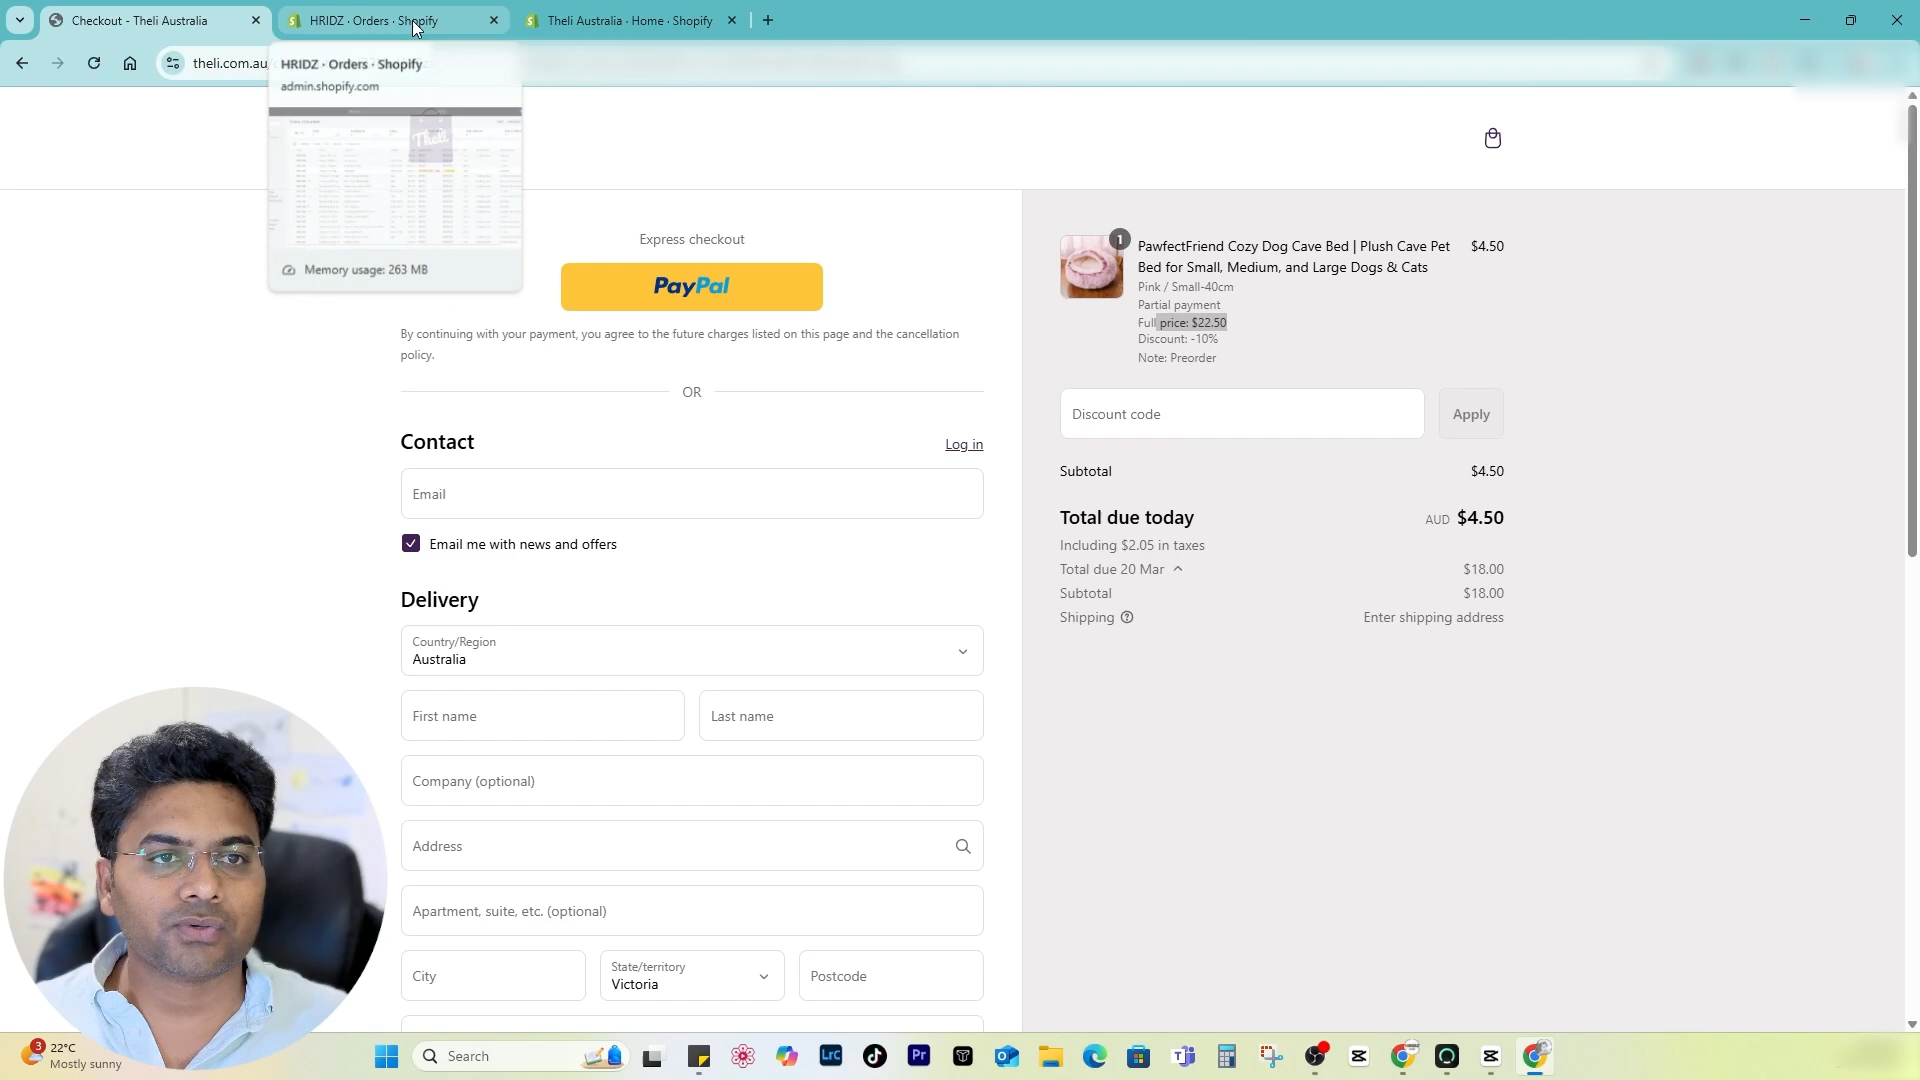 Checkout - Theli Australia
HRIDZ · Orders · Shopify
Theli Australia · Home · Shopify
theli.com.au/
HRIDZ · Orders · Shopify
admin.shopify.com
Theli
Memory usage: 263 MB
Express checkout
PayPal
By continuing with your payment, you agree to the future charges listed on this page and the cancellation
policy.
OR
Contact
Log in
Email
Email me with news and offers
Delivery
Country/Region
Australia
First name
Last name
Company (optional)
Address
Apartment, suite, etc. (optional)
City
State/territory
Victoria
Postcode
1
PawfectFriend Cozy Dog Cave Bed | Plush Cave Pet
Bed for Small, Medium, and Large Dogs & Cats
$4.50
Pink / Small-40cm
Partial payment
Full price: $22.50
Discount: -10%
Note: Preorder
Discount code
Apply
Subtotal
$4.50
Total due today
AUD $4.50
Including $2.05 in taxes
Total due 20 Mar
$18.00
Subtotal
$18.00
Shipping
Enter shipping address
3
22°C
Mostly sunny
Search
LrC
Pr